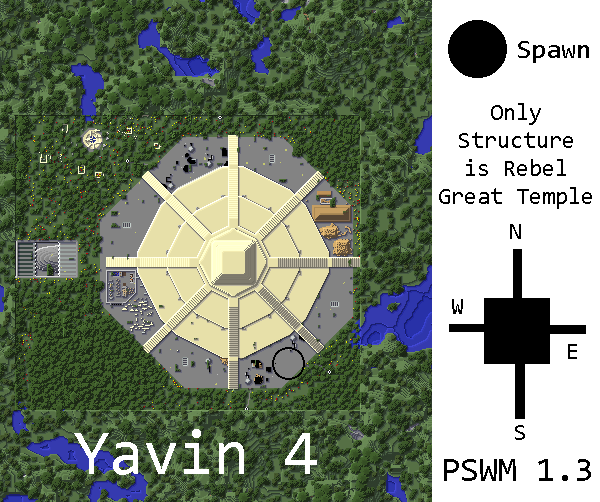 Spawn
Only
Structure
is Rebel
Great Temple
N
W
E
S
Yavin 4
PSWM 1.3